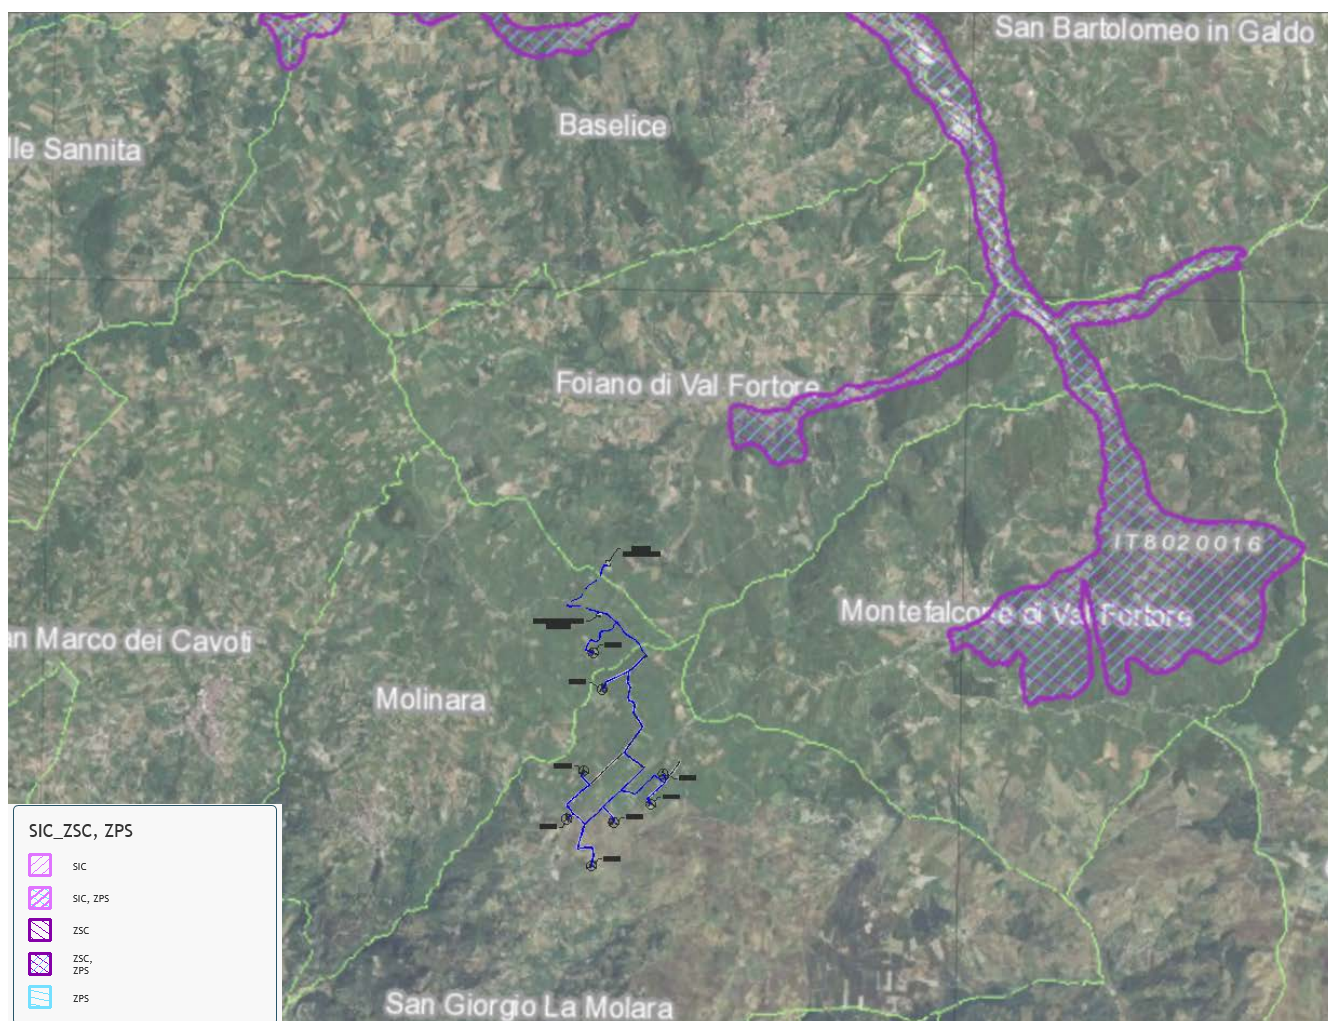 San Bartolomeo in Galdo
Baselice
lle Sannita
Foiano di Val Fortore
IT8020016
Montefalcone di Val Fortore
an Marco dei Cavoti
Molinara
San Giorgio La Molara
SIC_ZSC, ZPS
SIC
SIC, ZPS
ZSC
ZSC,
ZPS
ZPS